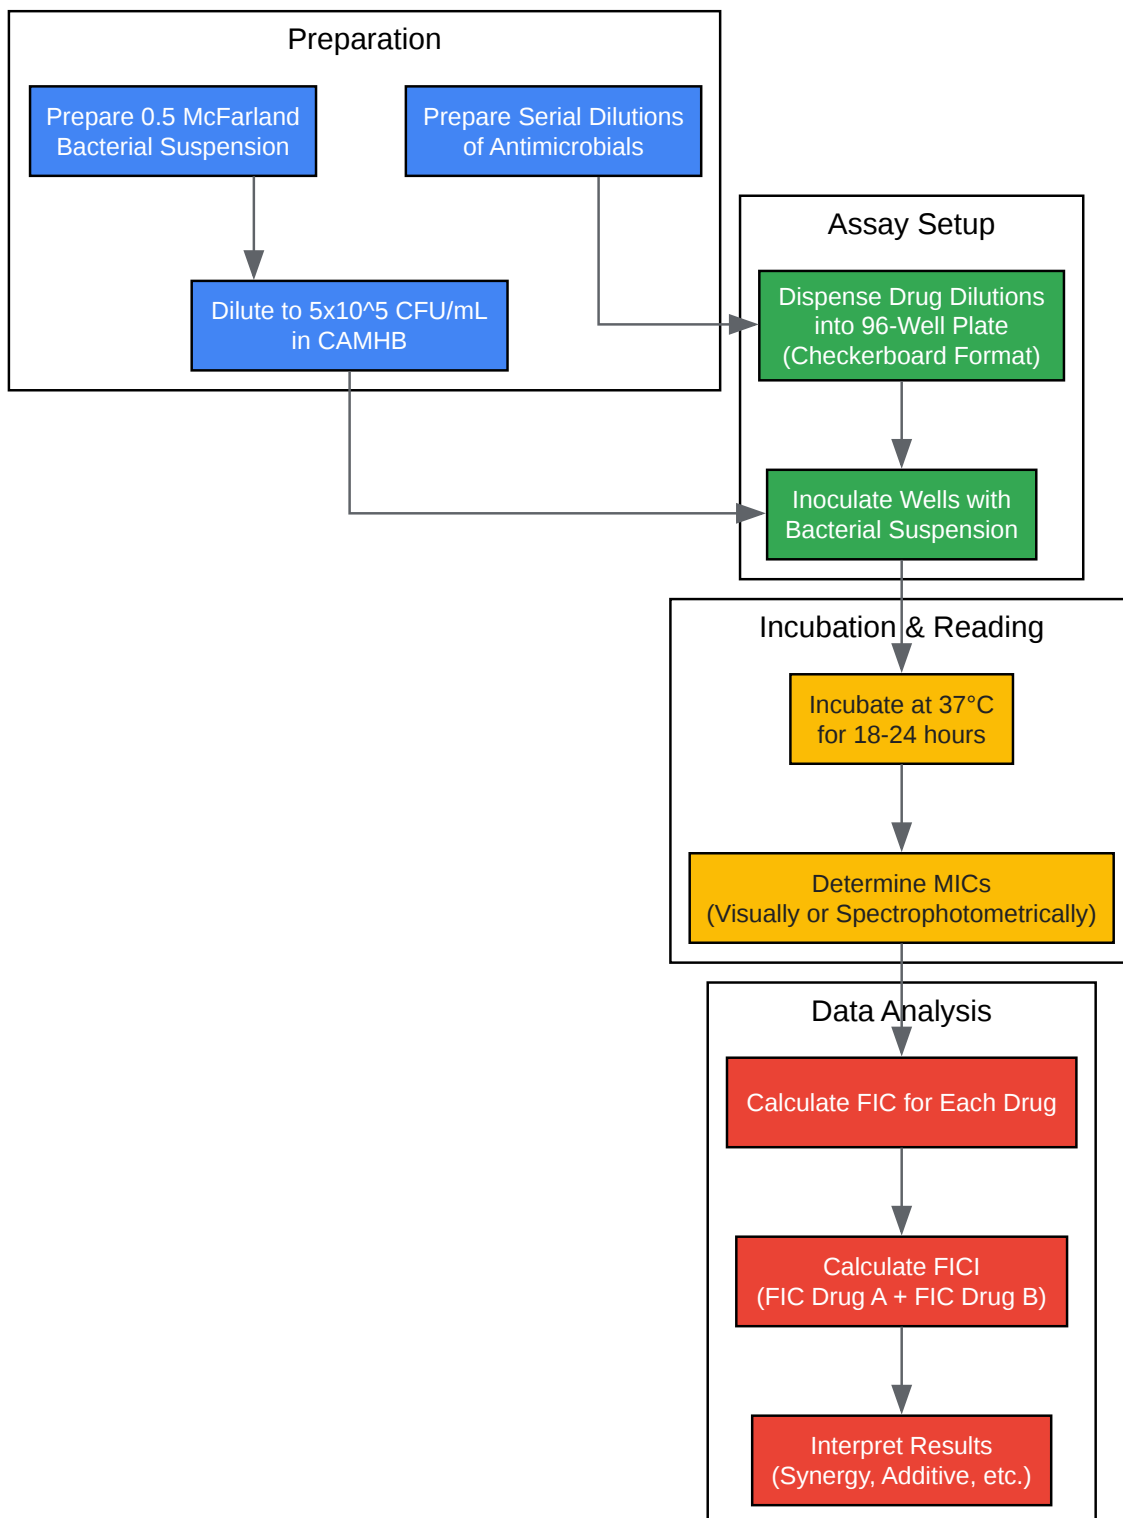 Preparation
Prepare 0.5 McFarland
Bacterial Suspension
Prepare Serial Dilutions
of Antimicrobials
Dilute to 5x10^5 CFU/mL
in CAMHB
Assay Setup
Dispense Drug Dilutions
into 96-Well Plate
(Checkerboard Format)
Inoculate Wells with
Bacterial Suspension
Incubation & Reading
Incubate at 37°C
for 18-24 hours
Determine MICs
(Visually or Spectrophotometrically)
Data Analysis
Calculate FIC for Each Drug
Calculate FICI
(FIC Drug A + FIC Drug B)
Interpret Results
(Synergy, Additive, etc.)